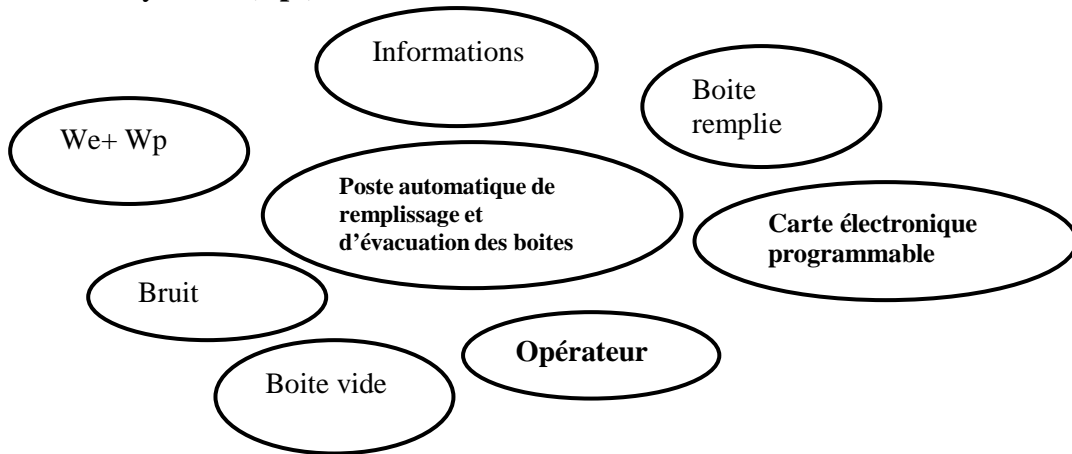 Informations
Boite
remplie
We+ Wp
Poste automatique de
remplissage et
d'évacuation des boites
Carte électronique
programmable
Bruit
Opérateur
Boite vide